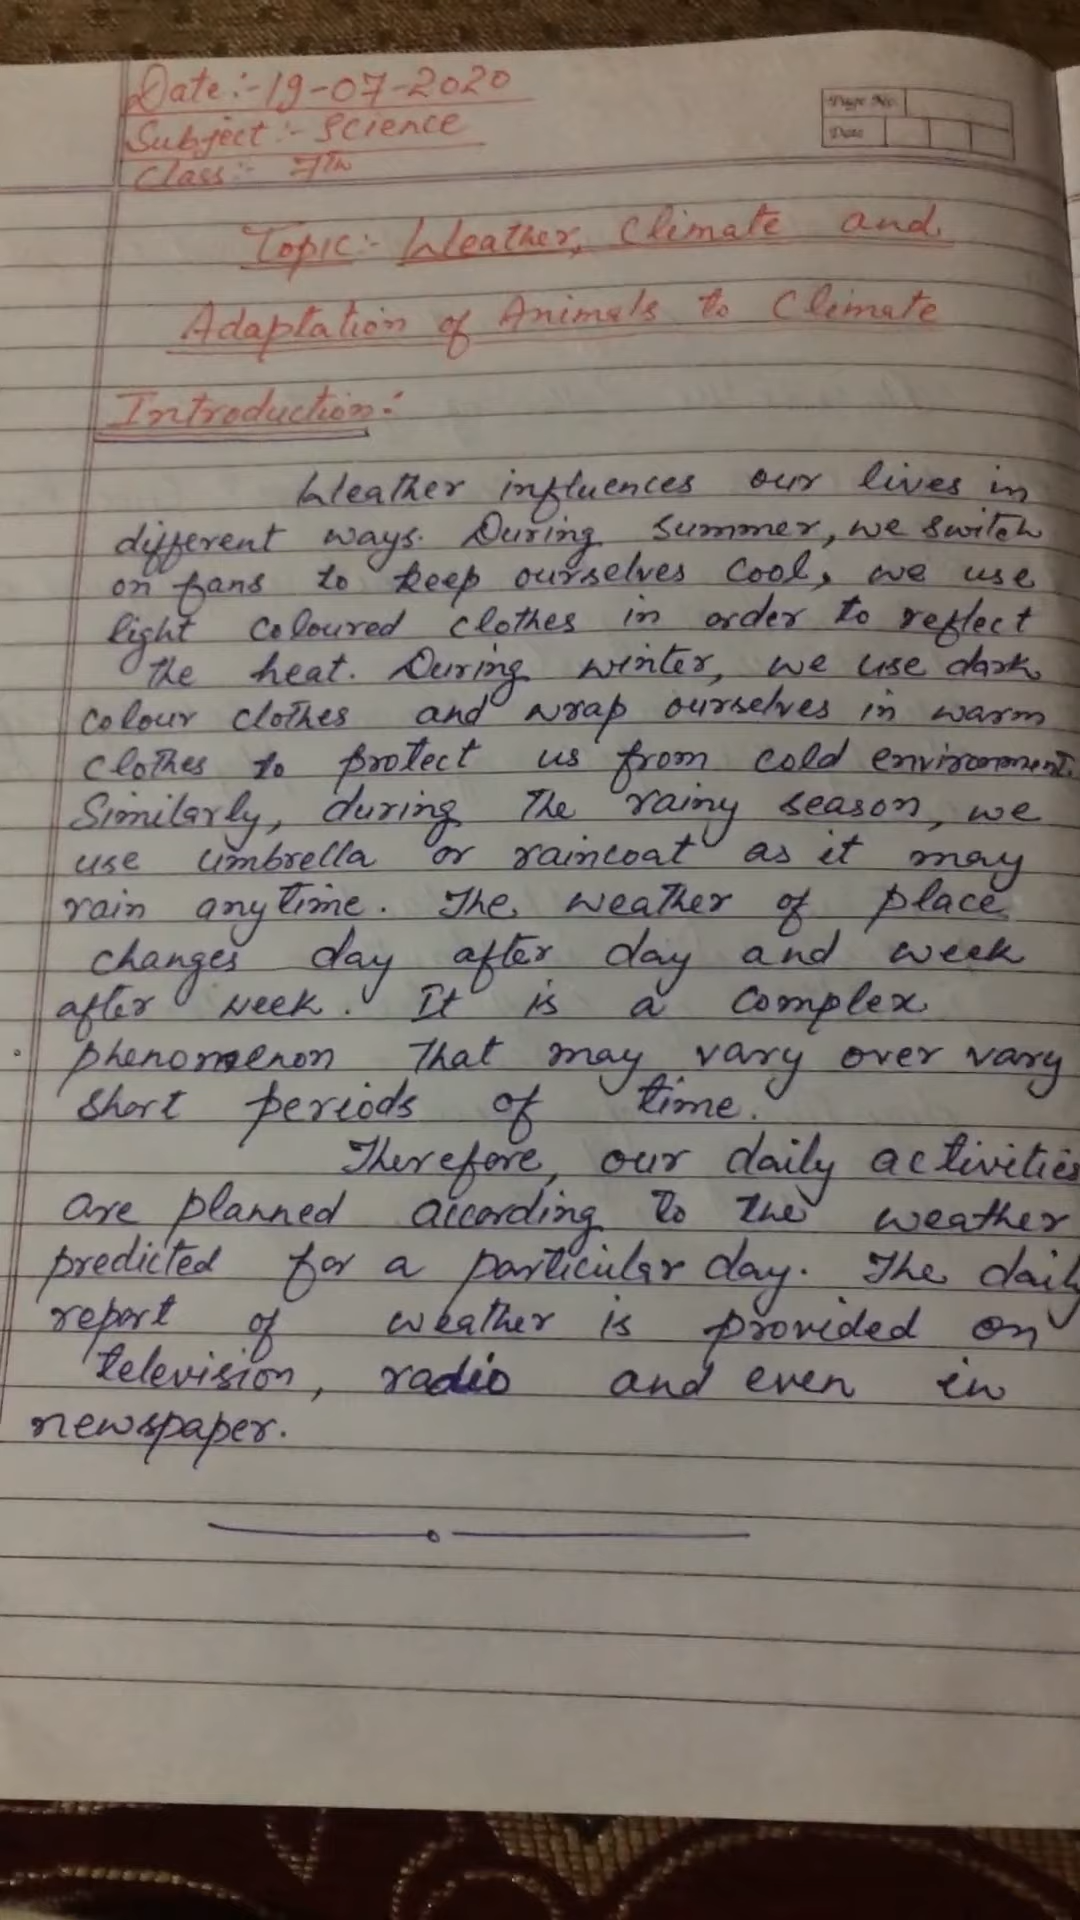 Date:-19-07-2020
Page No.
Subject:- Science
Date
Class:- 7Th
Topic:- Weather, Climate and
Adaptation of Animals to Climate
Introduction:-
Weather influences our lives in
different ways. During summer, we switch
on fans to keep ourselves cool, we use
light coloured clothes in order to reflect
the heat. During winter, we use dark
colour clothes and wrap ourselves in warm
clothes to protect us from cold environment.
Similarly, during the rainy season, we
use umbrella or raincoat as it may
rain anytime. The weather of place
changes day after day and week
after week. It is a complex
phenomenon that may vary over vary
short periods of time.
Therefore, our daily activities
are planned according to the weather
predicted for a particular day. The daily
report of weather is provided on
television, radio and even in
newspaper.